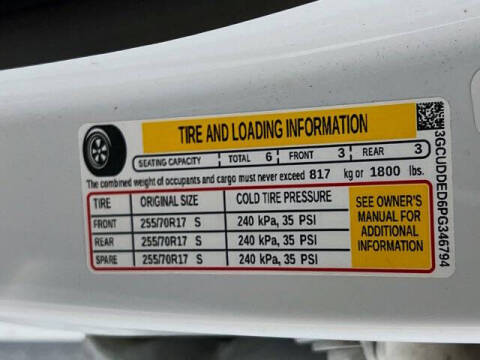 TIRE AND LOADING INFORMATION
SEATING CAPACITY TOTAL 6 FRONT 3 REAR 3
The combined weight of occupants and cargo must never exceed 817 kg or 1800 lbs.
TIRE ORIGINAL SIZE COLD TIRE PRESSURE
FRONT 255/70R17 S 240 kPa, 35 PSI
REAR 255/70R17 S 240 kPa, 35 PSI
SPARE 255/70R17 S 240 kPa, 35 PSI
SEE OWNER'S
MANUAL FOR
ADDITIONAL
INFORMATION
3GCUDDED6PG346794